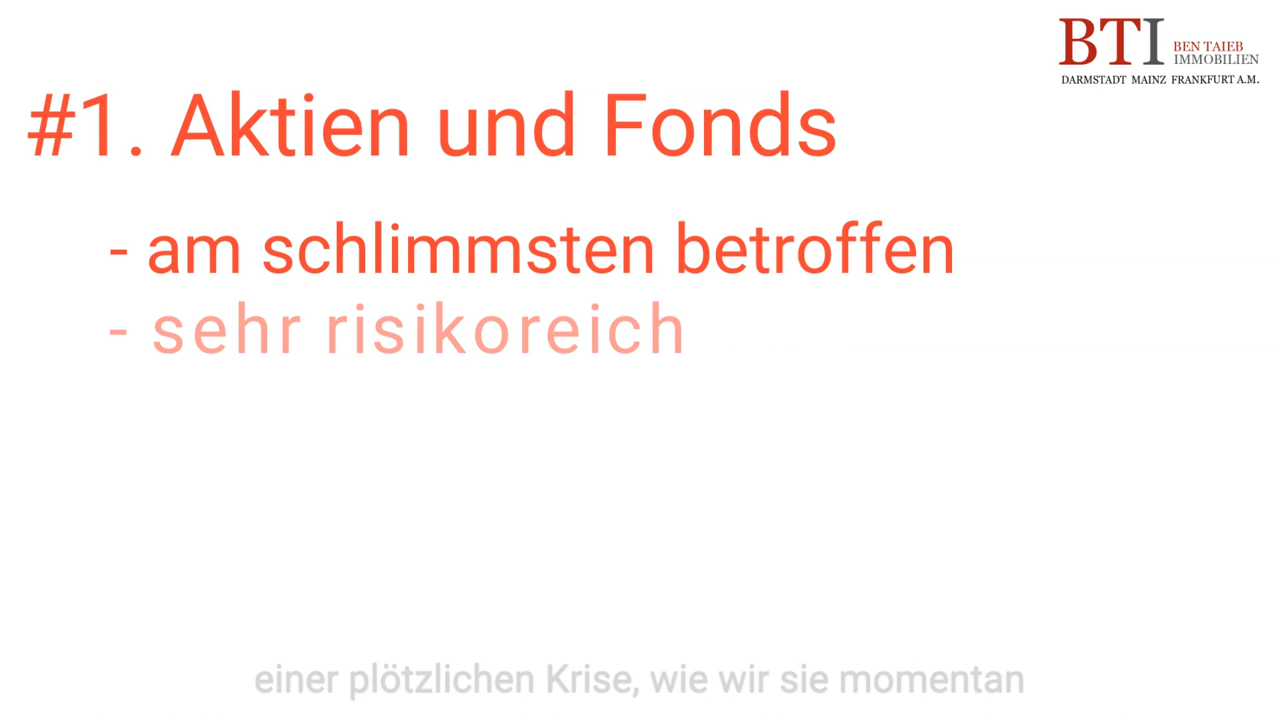 BTI BEN TAIEB
IMMOBILIEN
DARMSTADT MAINZ FRANKFURT A.M.
#1. Aktien und Fonds
- am schlimmsten betroffen
- sehr risikoreich
einer plötzlichen Krise, wie wir sie momentan